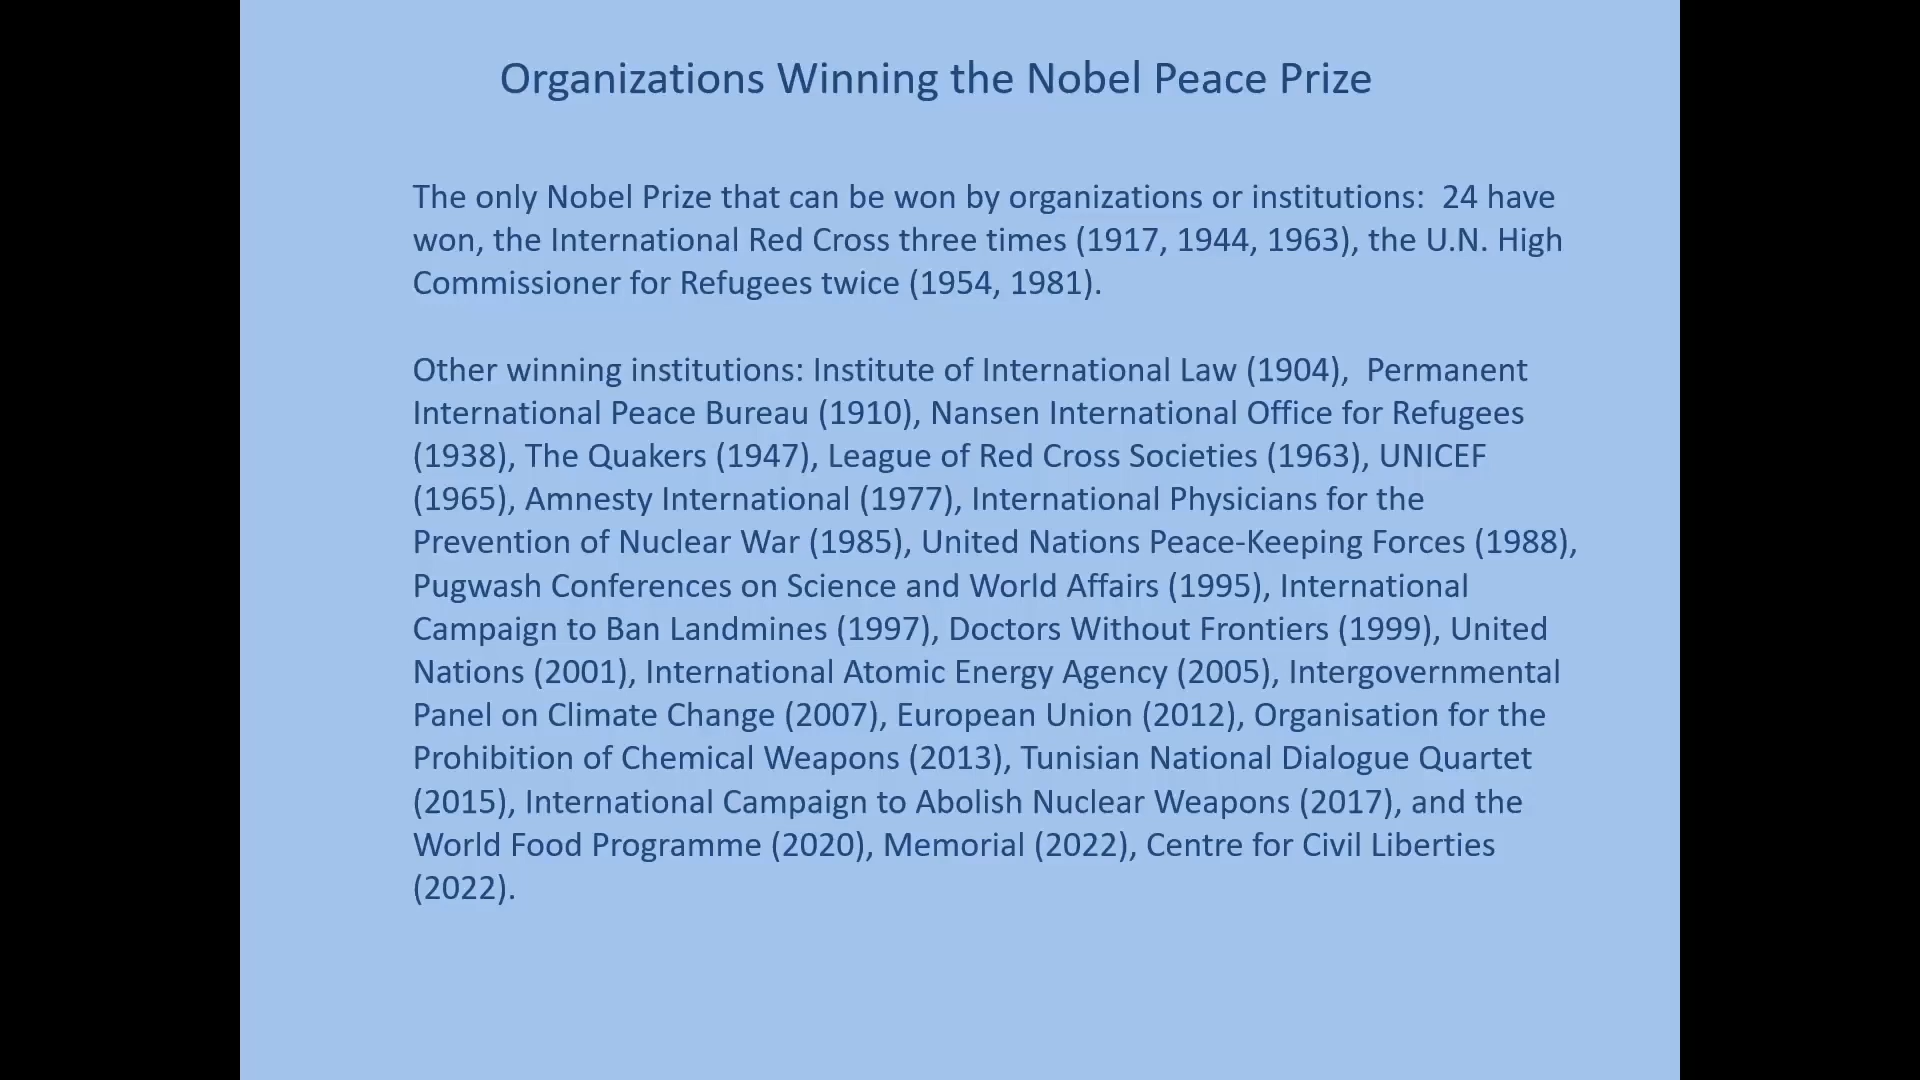 Organizations Winning the Nobel Peace Prize
The only Nobel Prize that can be won by organizations or institutions:  24 have
won, the International Red Cross three times (1917, 1944, 1963), the U.N. High
Commissioner for Refugees twice (1954, 1981).
Other winning institutions: Institute of International Law (1904),  Permanent
International Peace Bureau (1910), Nansen International Office for Refugees
(1938), The Quakers (1947), League of Red Cross Societies (1963), UNICEF
(1965), Amnesty International (1977), International Physicians for the
Prevention of Nuclear War (1985), United Nations Peace-Keeping Forces (1988),
Pugwash Conferences on Science and World Affairs (1995), International
Campaign to Ban Landmines (1997), Doctors Without Frontiers (1999), United
Nations (2001), International Atomic Energy Agency (2005), Intergovernmental
Panel on Climate Change (2007), European Union (2012), Organisation for the
Prohibition of Chemical Weapons (2013), Tunisian National Dialogue Quartet
(2015), International Campaign to Abolish Nuclear Weapons (2017), and the
World Food Programme (2020), Memorial (2022), Centre for Civil Liberties
(2022).